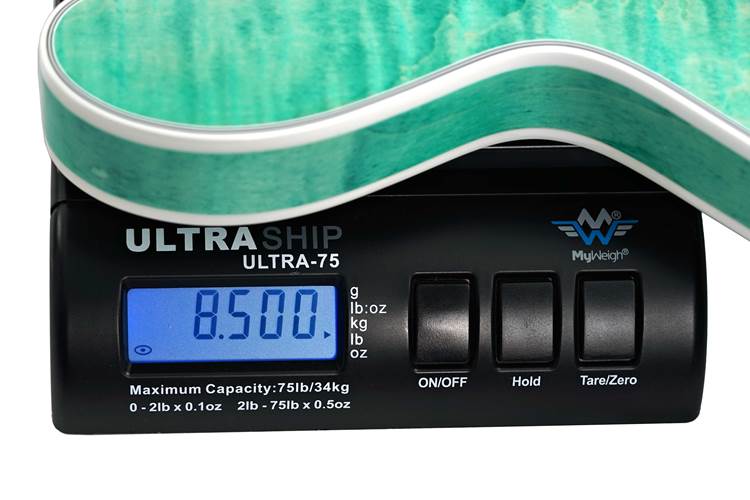 ULTRASHIP
ULTRA-75
MW®
MyWeigh®
8.500
g
lb:oz
kg
lb
oz
ON/OFF
Hold
Tare/Zero
Maximum Capacity:75lb/34kg
0 - 2lb x 0.1oz 2lb - 75lb x 0.5oz